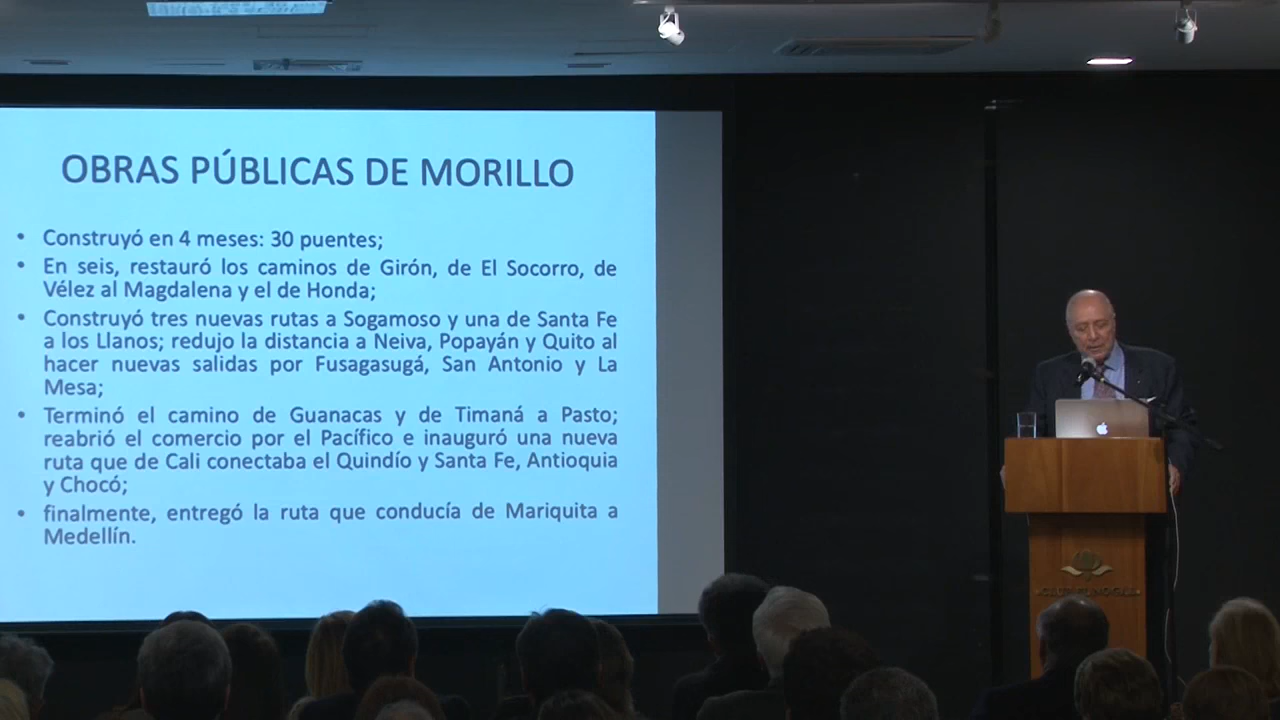 OBRAS PÚBLICAS DE MORILLO
• Construyó en 4 meses: 30 puentes;
• En seis, restauró los caminos de Girón, de El Socorro, de
Vélez al Magdalena y el de Honda;
• Construyó tres nuevas rutas a Sogamoso y una de Santa Fe
a los Llanos; redujo la distancia a Neiva, Popayán y Quito al
hacer nuevas salidas por Fusagasugá, San Antonio y La
Mesa;
• Terminó el camino de Guanacas y de Timaná a Pasto;
reabrió el comercio por el Pacífico e inauguró una nueva
ruta que de Cali conectaba el Quindío y Santa Fe, Antioquia
y Chocó;
• finalmente, entregó la ruta que conducía de Mariquita a
Medellín.
CLUB EL NOGAL